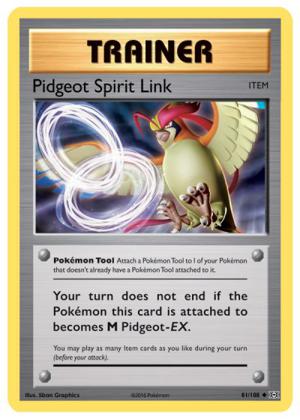 TRAINER
Pidgeot Spirit Link
ITEM
Pokémon Tool Attach a Pokémon Tool to 1 of your Pokémon
that doesn't already have a Pokémon Tool attached to it.
Your turn does not end if the
Pokémon this card is attached to
becomes M Pidgeot-EX.
You may play as many Item cards as you like during your turn
(before your attack).
Illus. 5ban Graphics
©2016 Pokémon
81/108